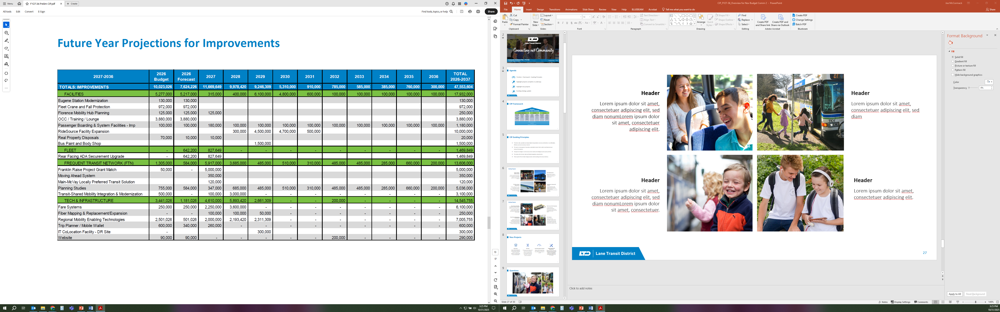 Menu
FY27-36 Prelim CIP.pdf
Create
All tools Edit Convert E-Sign
Find tools, topics, or help
Share
Future Year Projections for Improvements
2027-2036 2026 Budget 2026 Forecast 2027 2028 2029 2030 2031 2032 2033 2034 2035 2036 TOTAL 2026-2037
TOTALS: IMPROVEMENTS 10,023,026 7,624,226 11,669,649 9,978,420 9,246,309 5,310,000 910,000 785,000 585,000 385,000 760,000 300,000 47,553,604
FACILITIES 5,277,000 5,217,000 315,000 400,000 6,100,000 4,800,000 600,000 100,000 100,000 100,000 100,000 100,000 17,932,000
Eugene Station Modernization 130,000 130,000 130,000
Fleet Crane and Fall Protection 972,000 972,000 972,000
Florence Mobility Hub Planning 125,000 125,000 125,000 250,000
OCC / Training / Lounge 3,880,000 3,880,000 3,880,000
Passenger Boarding & System Facilities - Imp 100,000 100,000 180,000 100,000 100,000 100,000 100,000 100,000 100,000 100,000 100,000 100,000 1,180,000
RideSource Facility Expansion 300,000 4,500,000 4,700,000 500,000 10,000,000
Real Property Disposals 70,000 10,000 10,000 20,000
Bus Paint and Body Shop 1,500,000 1,500,000
FLEET - 642,200 827,649 - - - - - - - - - 1,469,849
Rear Facing ADA Securement Upgrade - 642,200 827,649 1,469,849
FREQUENT TRANSIT NETWORK (FTN) 1,305,000 584,000 5,917,000 3,685,000 485,000 510,000 310,000 485,000 485,000 285,000 660,000 200,000 13,606,000
Franklin Raise Project Grant Match 50,000 - 5,000,000 5,000,000
Moving Ahead System 350,000 350,000
Main-McVay Locally Preferred Transit Solution 120,000 120,000
Planning Studies 755,000 584,000 347,000 685,000 485,000 510,000 310,000 485,000 485,000 285,000 660,000 200,000 5,036,000
Transit-Shared Mobility Integration & Modernization 500,000 - 100,000 3,000,000 - - - - - - - - 3,100,000
TECH & INFRASTRUCTURE 3,441,026 1,181,026 4,610,000 5,893,420 2,661,309 - - 200,000 - - - - 14,545,755
Fare Systems 250,000 250,000 2,250,000 3,600,000 - - - - - - - - 6,100,000
Fiber Mapping & Replacement/Expansion - - 100,000 100,000 50,000 - - - - - - - 250,000
Regional Mobility Enabling Technologies 2,501,026 501,026 2,000,000 2,193,420 2,311,309 - - - - - - - 7,005,755
Trip Planner / Mobile Wallet 600,000 340,000 260,000 - - - - - - - - - 600,000
IT CoLocation Facility - DR Site - 300,000 300,000
Website 90,000 90,000 - - - - - 200,000 - - - - 290,000
13
17
3:25 PM
10/31/2025
CIP_FY27-36_Overview for Nov Budget Comm 2 - PowerPoint
Joe McCormack
File Home Insert Design Transitions Animations Slide Show Review View Help BLUEBEAM Acrobat Tell me what you want to do
Share
Paste
Cut
Copy
Format Painter
Clipboard
New Slide
Layout
Reset
Section
Slides
14
Font
Text Direction
Align Text
Convert to SmartArt
Paragraph
Arrange
Quick Styles
Shape Fill
Shape Outline
Shape Effects
Drawing
Find
Replace
Select
Editing
Create PDF and Share link
Create PDF and Share via Outlook
Adobe Acrobat
Create PDF
Change Settings
Batch PDF
Bluebeam
2
LTD
Lane Transit District
Connecting our Community
3
Agenda
Timeline / Framework / Guiding Principles
Highlight projects complete or underway
Highlight new projects
Funding strategy update
4
CIP Framework
5
CIP Guiding Principles
6
7
8
New Projects
9
Questions
Header
Lorem ipsum dolor sit amet,
consectetuer adipiscing elit, sed
diam nonumLorem ipsum dolor
sit amet, consectetuer
adipiscing elit.
27
1101
Header
Lorem ipsum dolor sit amet,
consectetuer adipiscing elit, sed
diam
Header
Lorem ipsum dolor sit amet,
consectetuer adipiscing elit, sed
diam nonumLorem ipsum dolor
sit amet, consectetuer.
Header
Lorem ipsum dolor sit amet,
consectetuer adipiscing elit.
LTD Lane Transit District
27
Click to add notes
Format Background
Fill
Solid fill
Gradient fill
Picture or texture fill
Pattern fill
Hide background graphics
Color
Transparency 0%
Apply to All Reset Background
Slide 27 of 30
Notes Display Settings Comments
146%
3:25 PM
10/31/2025